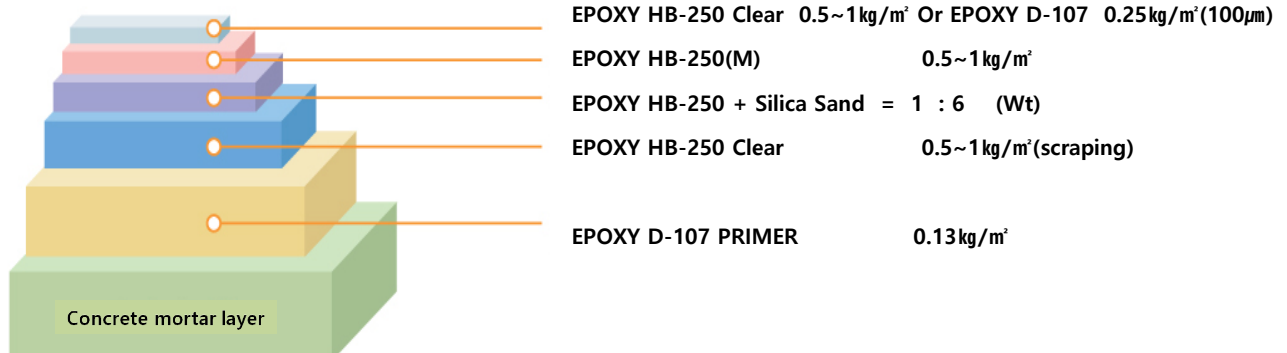 EPOXY HB-250 Clear 0.5~1㎏/㎡ Or EPOXY D-107 0.25㎏/㎡(100㎛)
EPOXY HB-250(M) 0.5~1㎏/㎡
EPOXY HB-250 + Silica Sand = 1 : 6 (Wt)
EPOXY HB-250 Clear 0.5~1㎏/㎡(scraping)
EPOXY D-107 PRIMER 0.13㎏/㎡
Concrete mortar layer